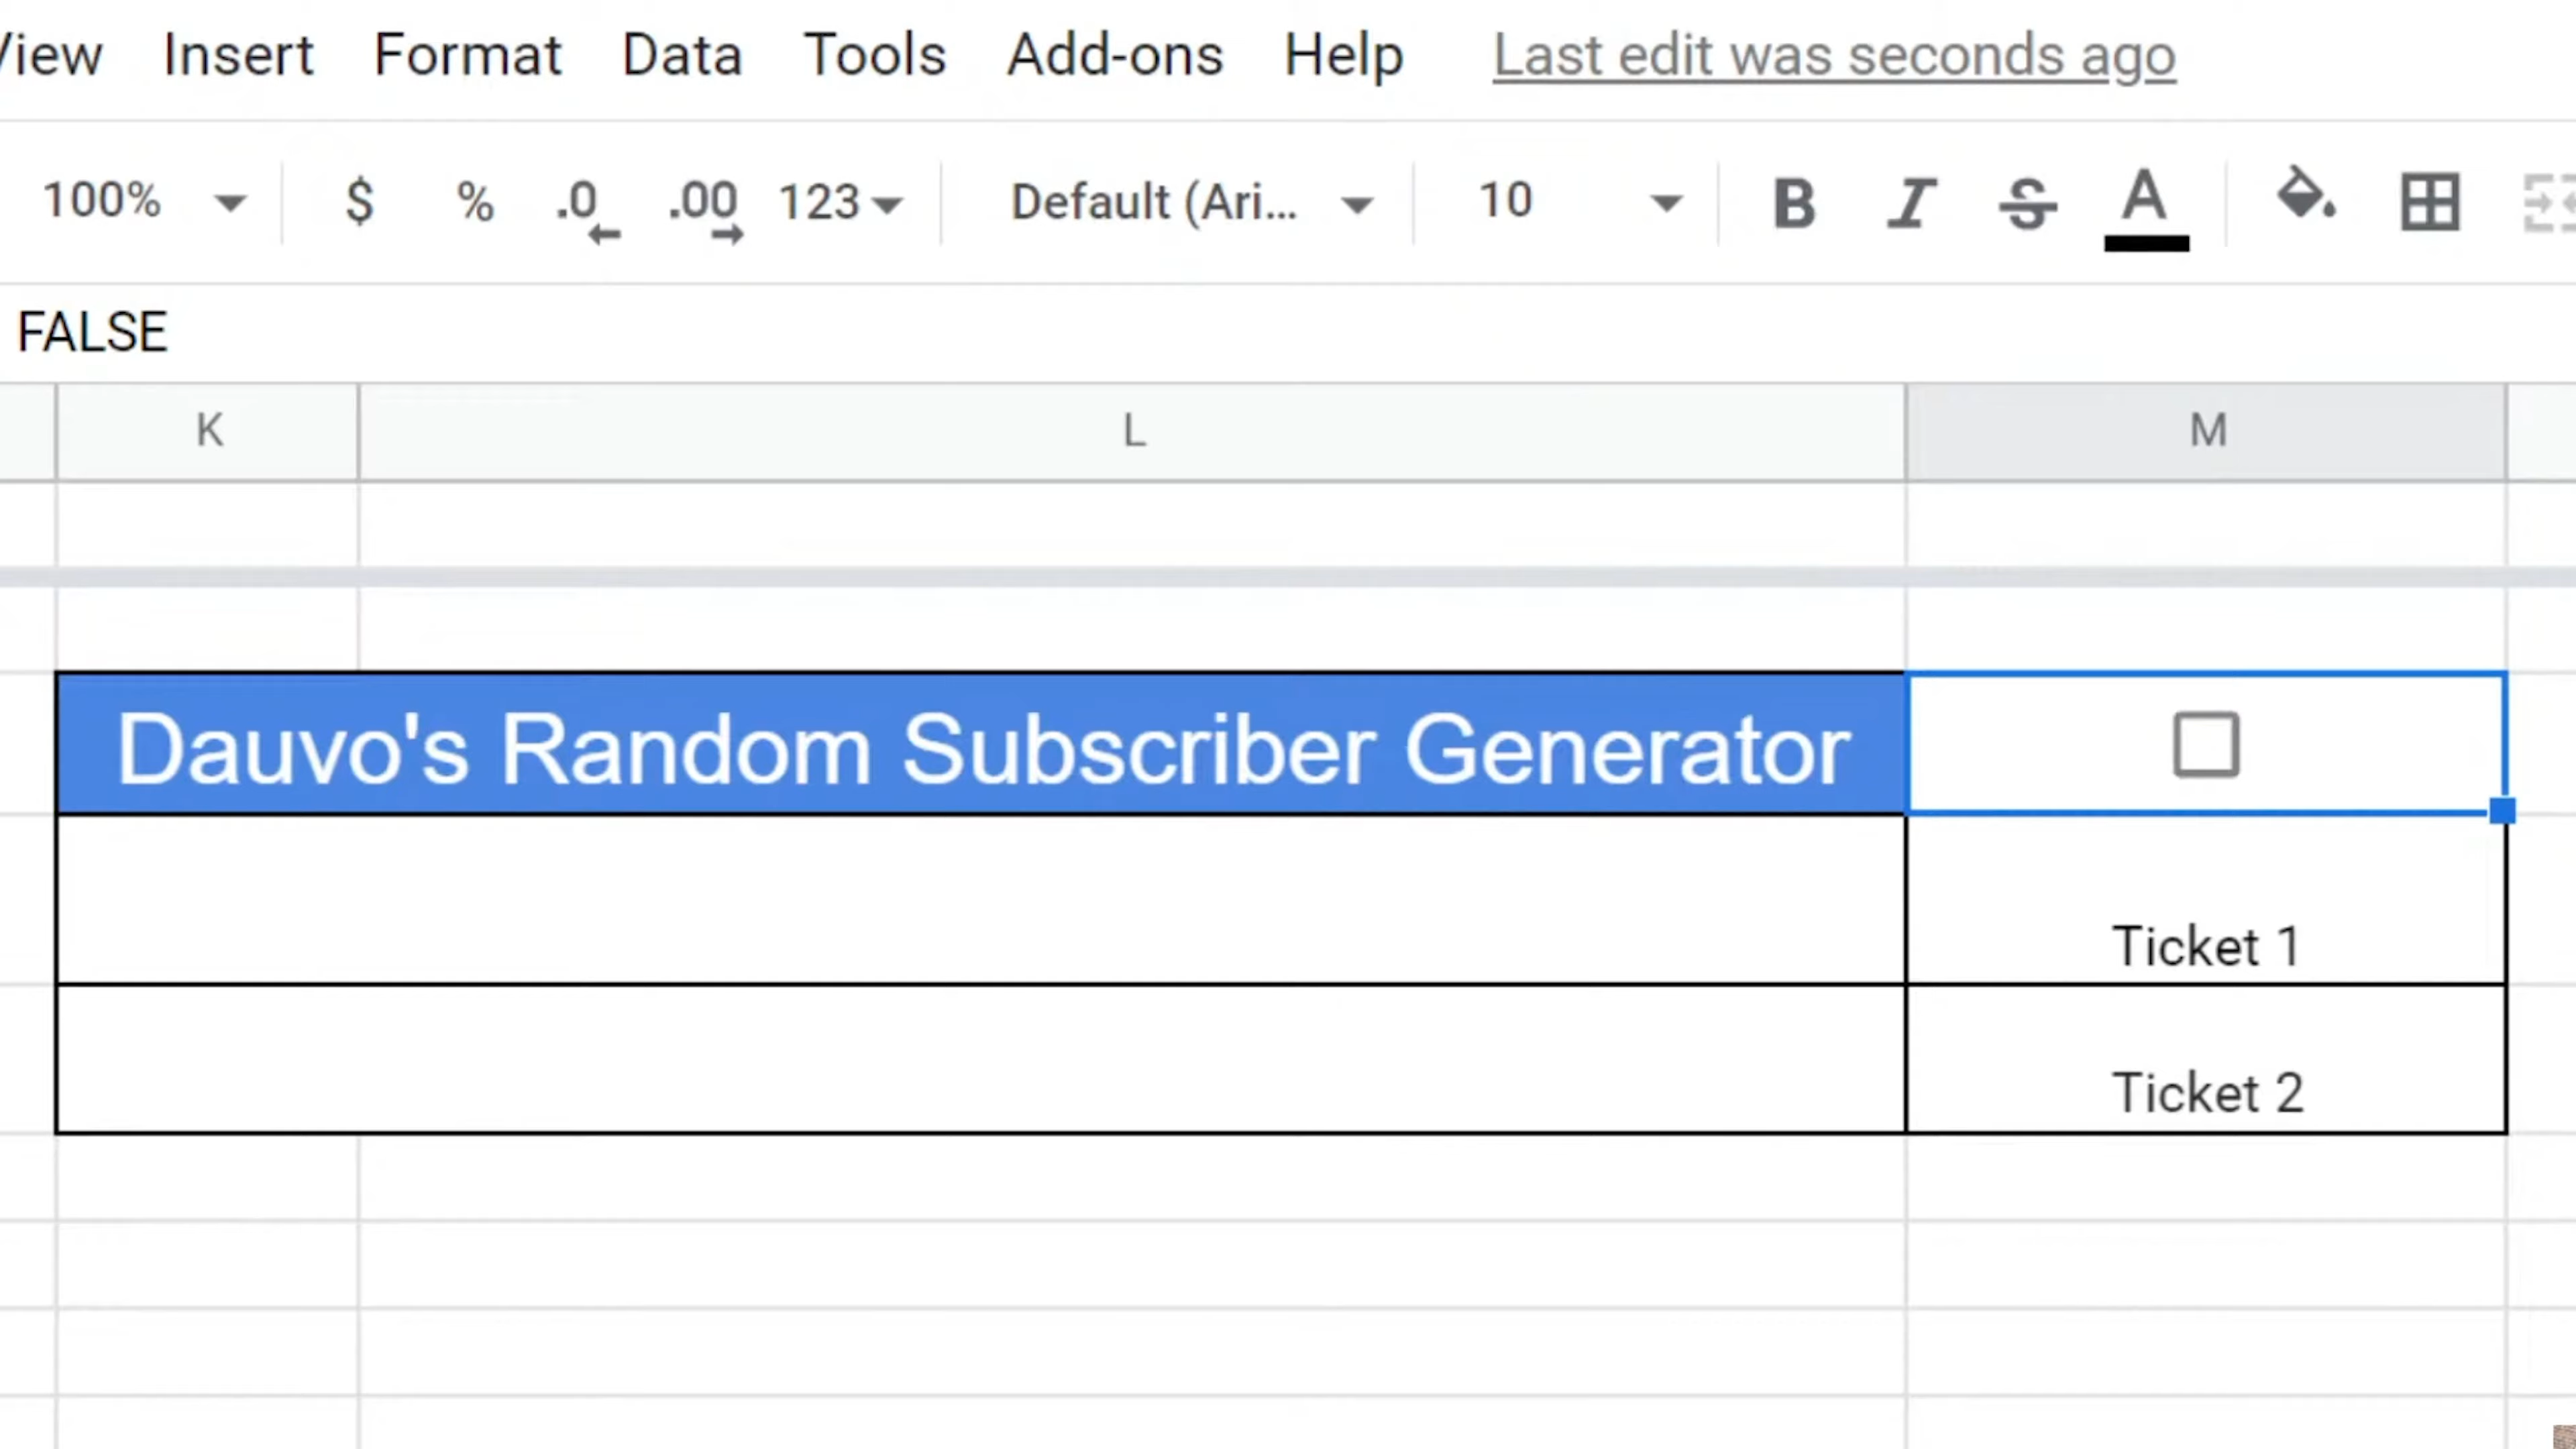 View Insert Format Data Tools Add-ons Help Last edit was seconds ago
100% $ % .0 .00 123 Default (Ari... 10 B I S A
FALSE
K L M
Dauvo's Random Subscriber Generator
Ticket 1
Ticket 2